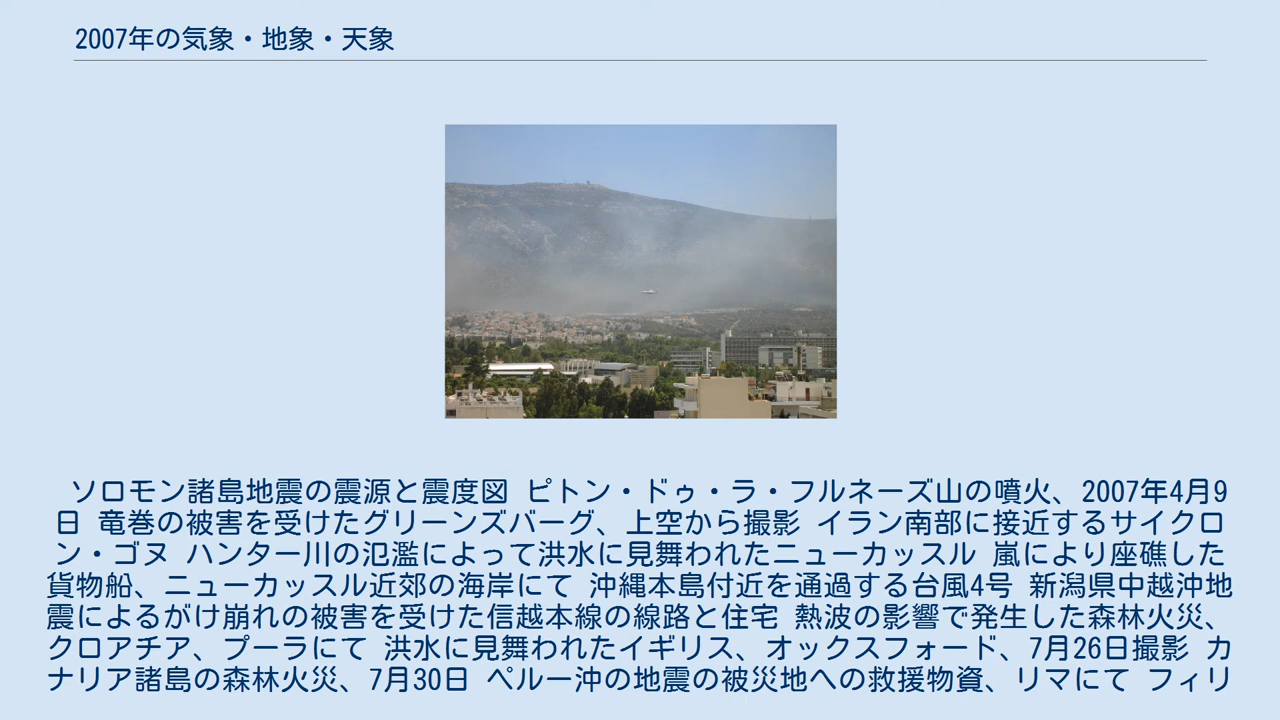 2007年の気象・地象・天象
ソロモン諸島地震の震源と震度図 ピトン・ドゥ・ラ・フルネーズ山の噴火、2007年4月9
日 竜巻の被害を受けたグリーンズバーグ、上空から撮影 イラン南部に接近するサイクロ
ン・ゴヌ ハンター川の氾濫によって洪水に見舞われたニューカッスル 嵐により座礁した
貨物船、ニューカッスル近郊の海岸にて 沖縄本島付近を通過する台風4号 新潟県中越沖地
震によるがけ崩れの被害を受けた信越本線の線路と住宅 熱波の影響で発生した森林火災、
クロアチア、プーラにて 洪水に見舞われたイギリス、オックスフォード、7月26日撮影 カ
ナリア諸島の森林火災、7月30日 ペルー沖の地震の被災地への救援物資、リマにて フィリ